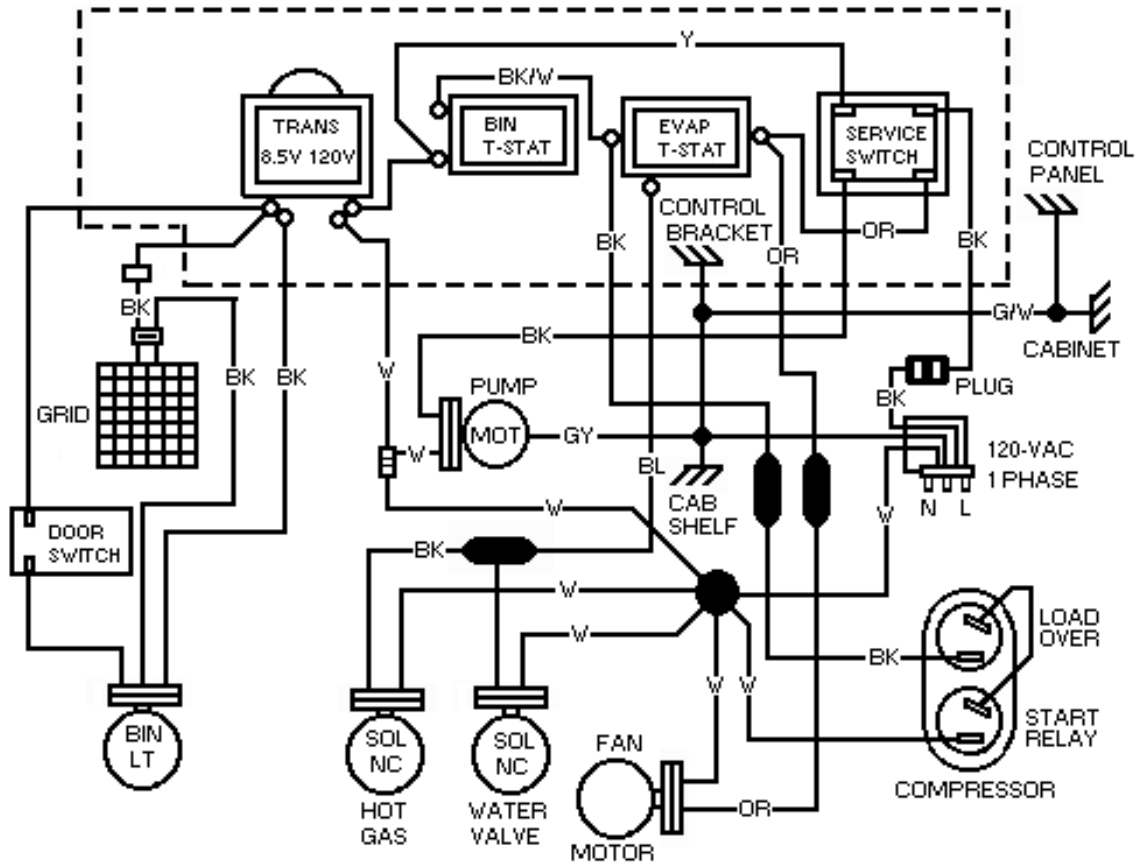 Y
BK/W
TRANS
8.5V 120V
BIN
T-STAT
EVAP
T-STAT
SERVICE
SWITCH
CONTROL
PANEL
CONTROL
BRACKET
BK
OR
OR
BK
BK
G/W
CABINET
GRID
BK
BK
W
BK
PUMP
MOT
GY
W
BL
PLUG
BK
120-VAC
1 PHASE
N L
CAB
SHELF
W
W
DOOR
SWITCH
BK
W
W
BK
LOAD
OVER
W
W
START
RELAY
COMPRESSOR
BIN
LT
SOL
NC
HOT
GAS
SOL
NC
WATER
VALVE
FAN
MOTOR
OR